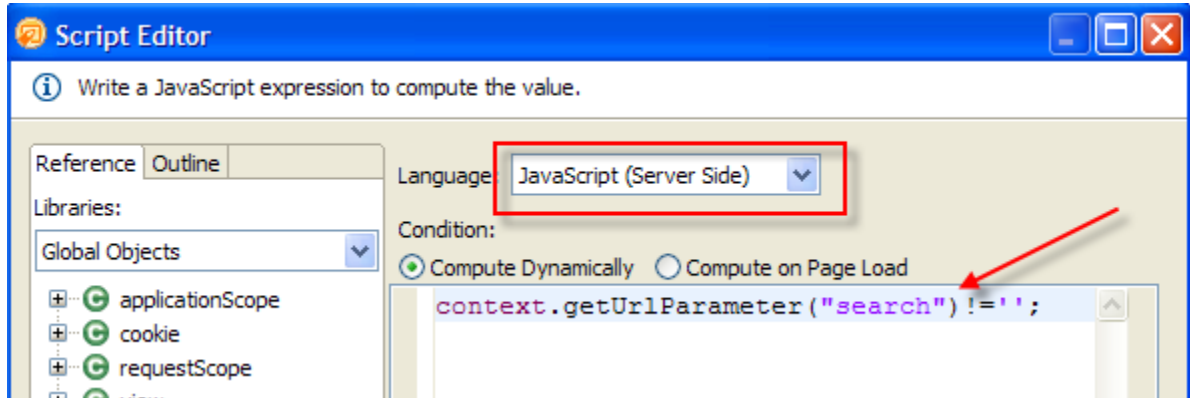 Script Editor
Write a JavaScript expression to compute the value.
Reference Outline
Libraries:
Global Objects
applicationScope
cookie
requestScope
view
Language: JavaScript (Server Side)
Condition:
Compute Dynamically Compute on Page Load
context.getUrlParameter("search")!='';